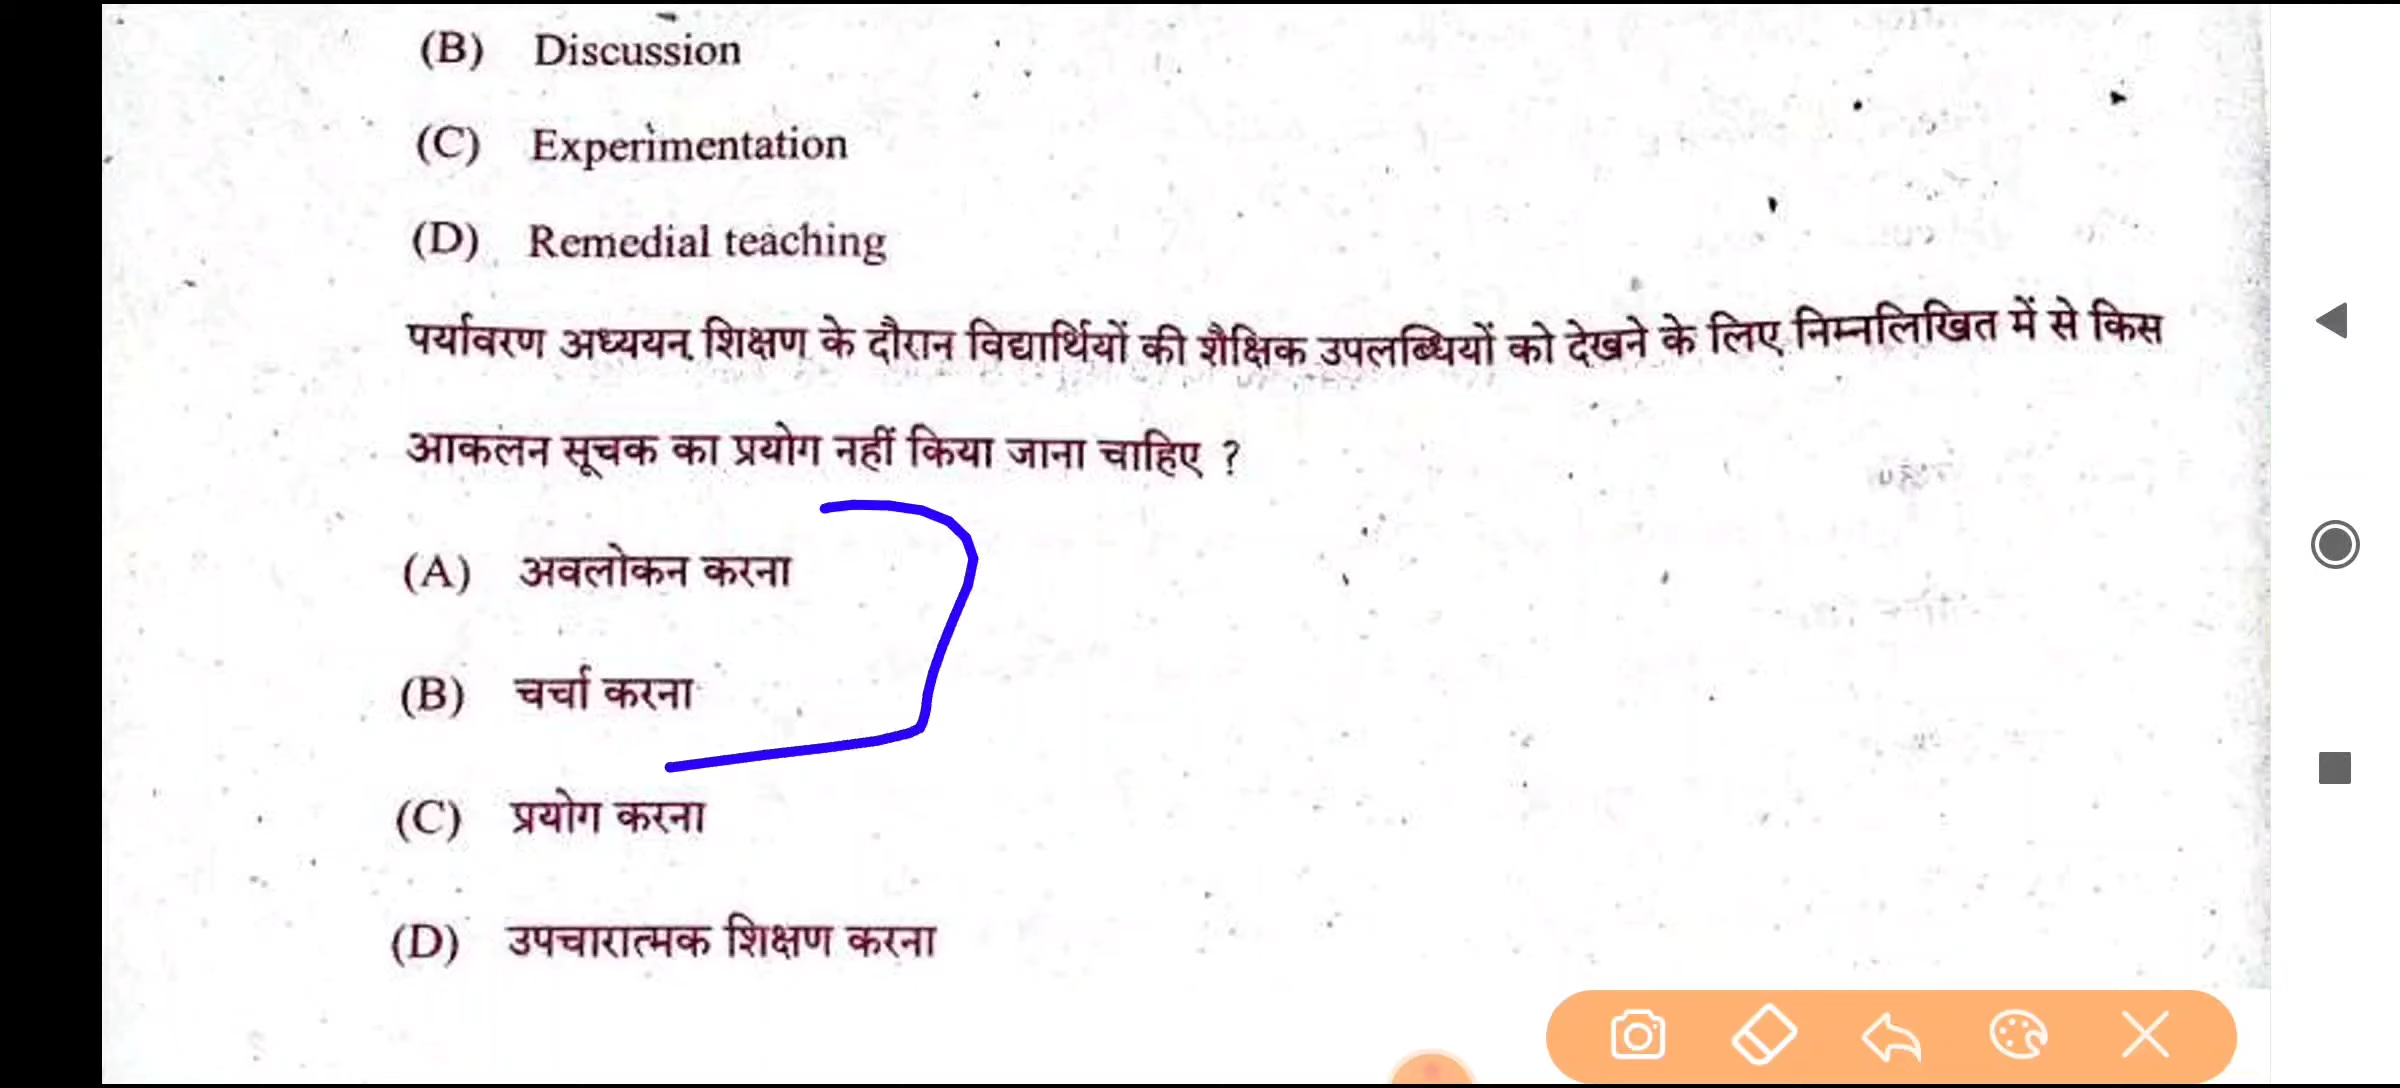 (B) Discussion
(C) Experimentation
(D) Remedial teaching
पर्यावरण अध्ययन शिक्षण के दौरान विद्यार्थियों की शैक्षिक उपलब्धियों को देखने के लिए निम्नलिखित में से किस
आकलन सूचक का प्रयोग नहीं किया जाना चाहिए ?
(A) अवलोकन करना
(B) चर्चा करना
(C) प्रयोग करना
(D) उपचारात्मक शिक्षण करना